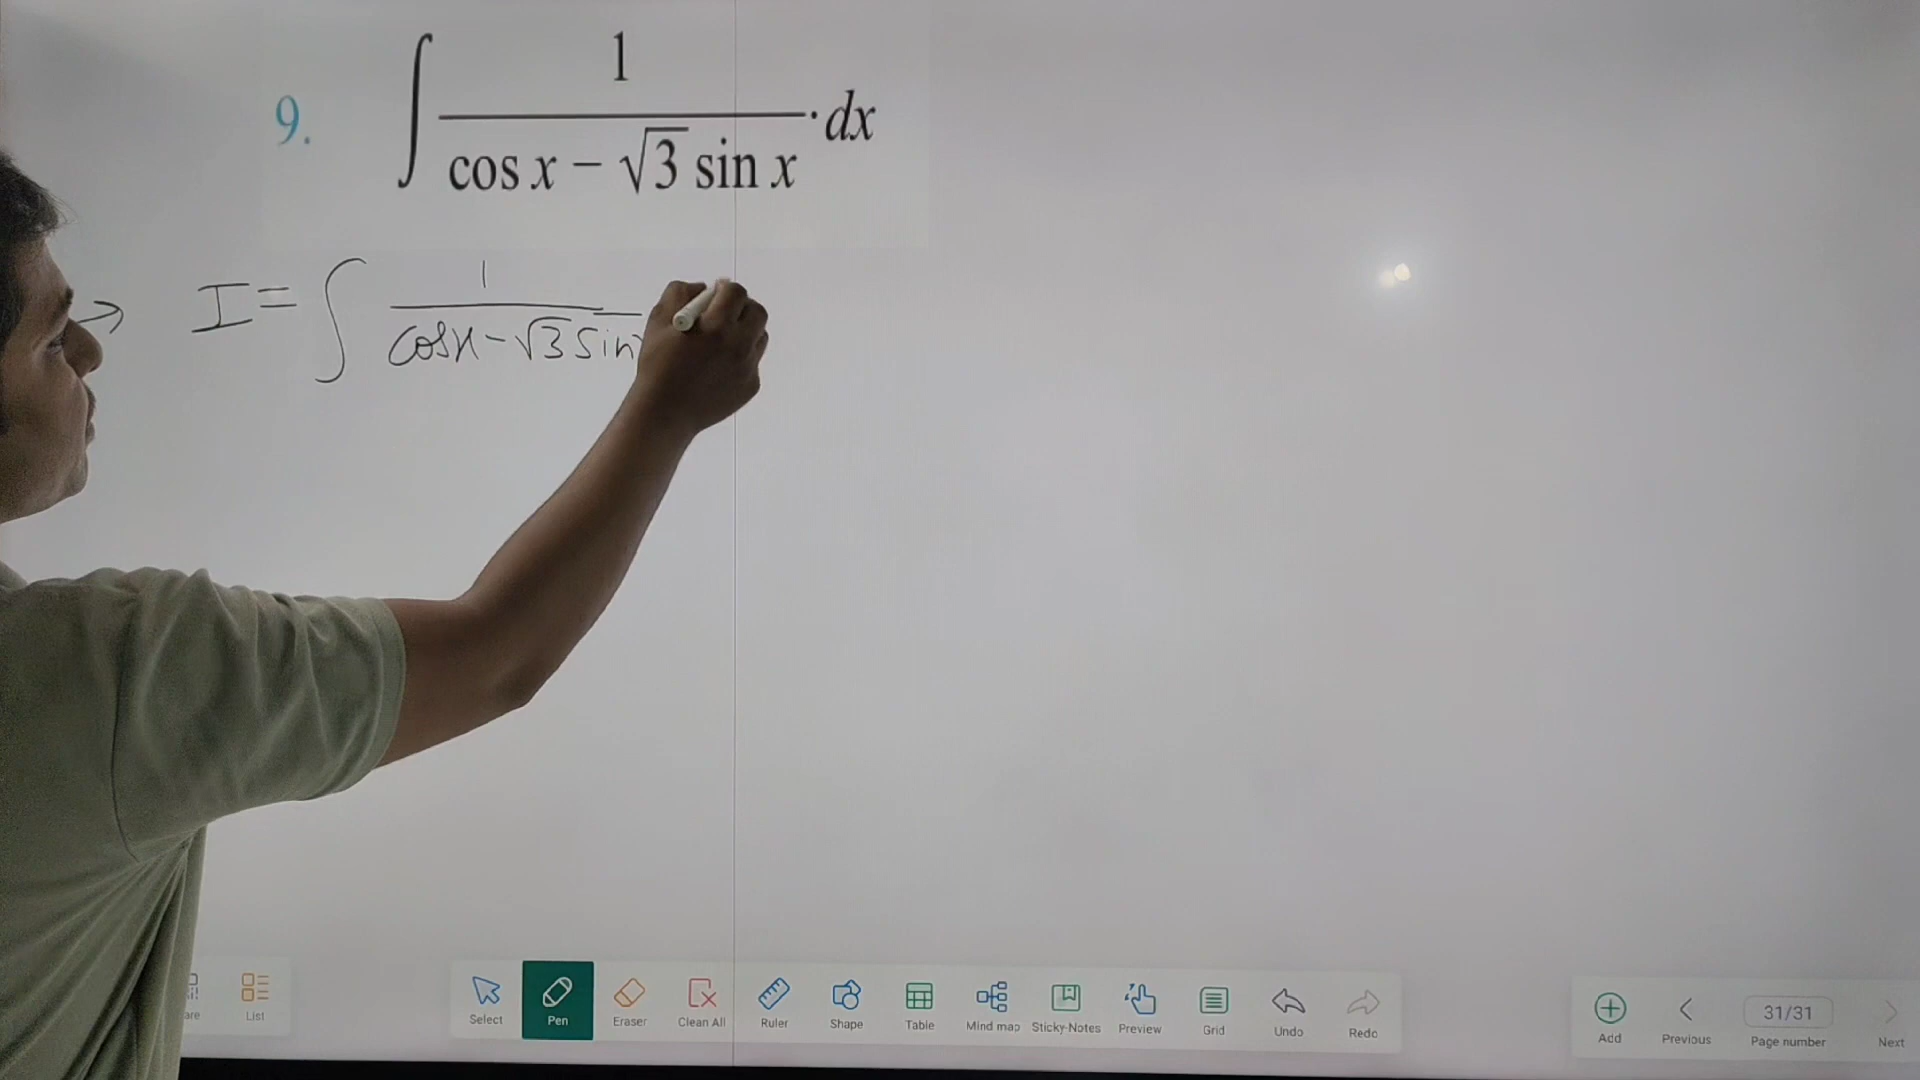 9. ∫ 1 / (cos x − √3 sin x) · dx
→ I = ∫ 1 / (cosx − √3 sin
List
Select
Pen
Eraser
Clean All
Ruler
Shape
Table
Mind map
Sticky Notes
Preview
Grid
Undo
Redo
Add
Previous
31/31
Page number
Next